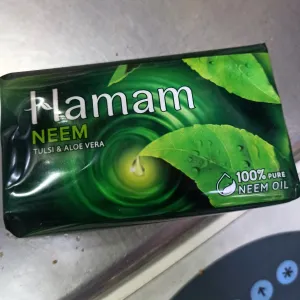 Hamam
NEEM
TULSI & ALOE VERA
100% PURE
NEEM OIL